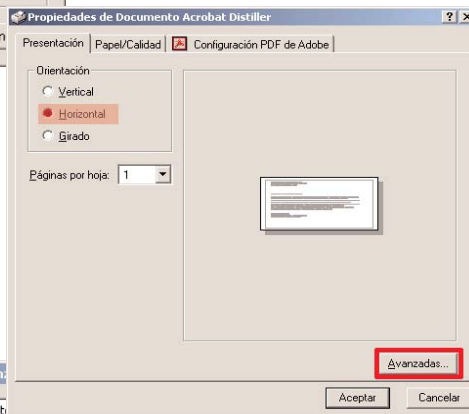 Propiedades de Documento Acrobat Distiller
Presentación
Papel/Calidad
Configuración PDF de Adobe
Orientación
Vertical
Horizontal
Girado
Páginas por hoja: 1
Avanzadas...
Aceptar
Cancelar